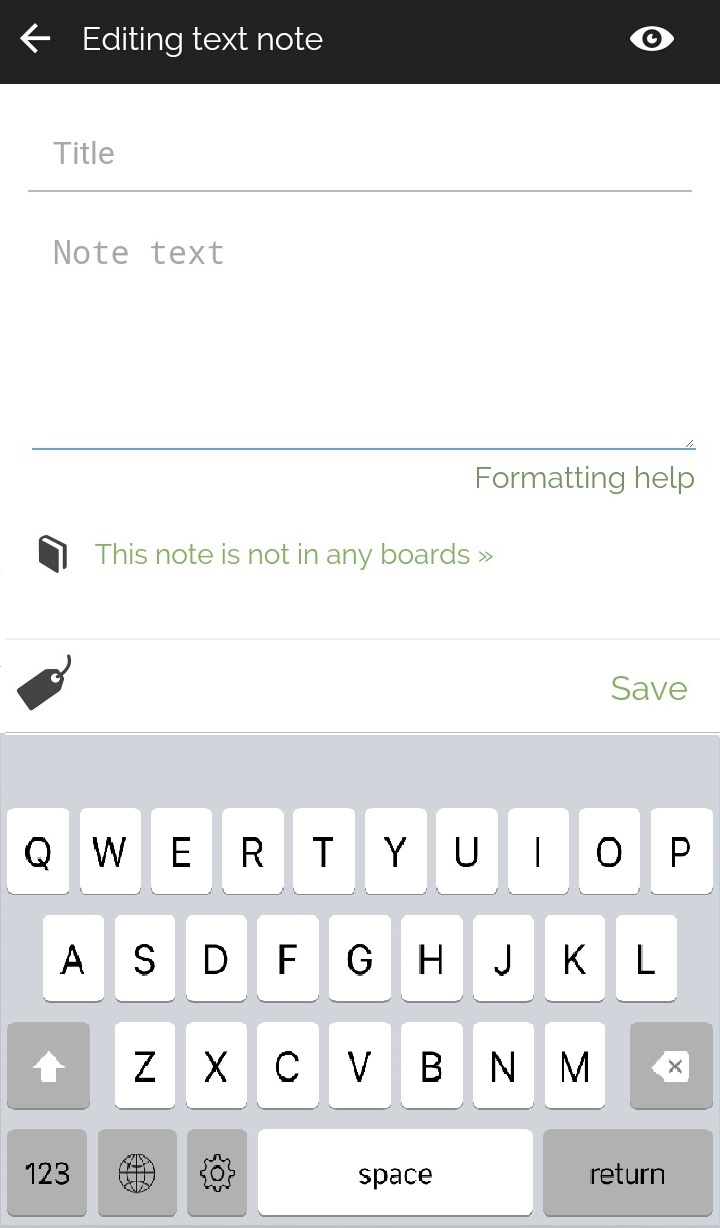 Editing text note
Title
Note text
Formatting help
This note is not in any boards »
Save
Q W E R T Y U I O P
A S D F G H J K L
Z X C V B N M
123 space return